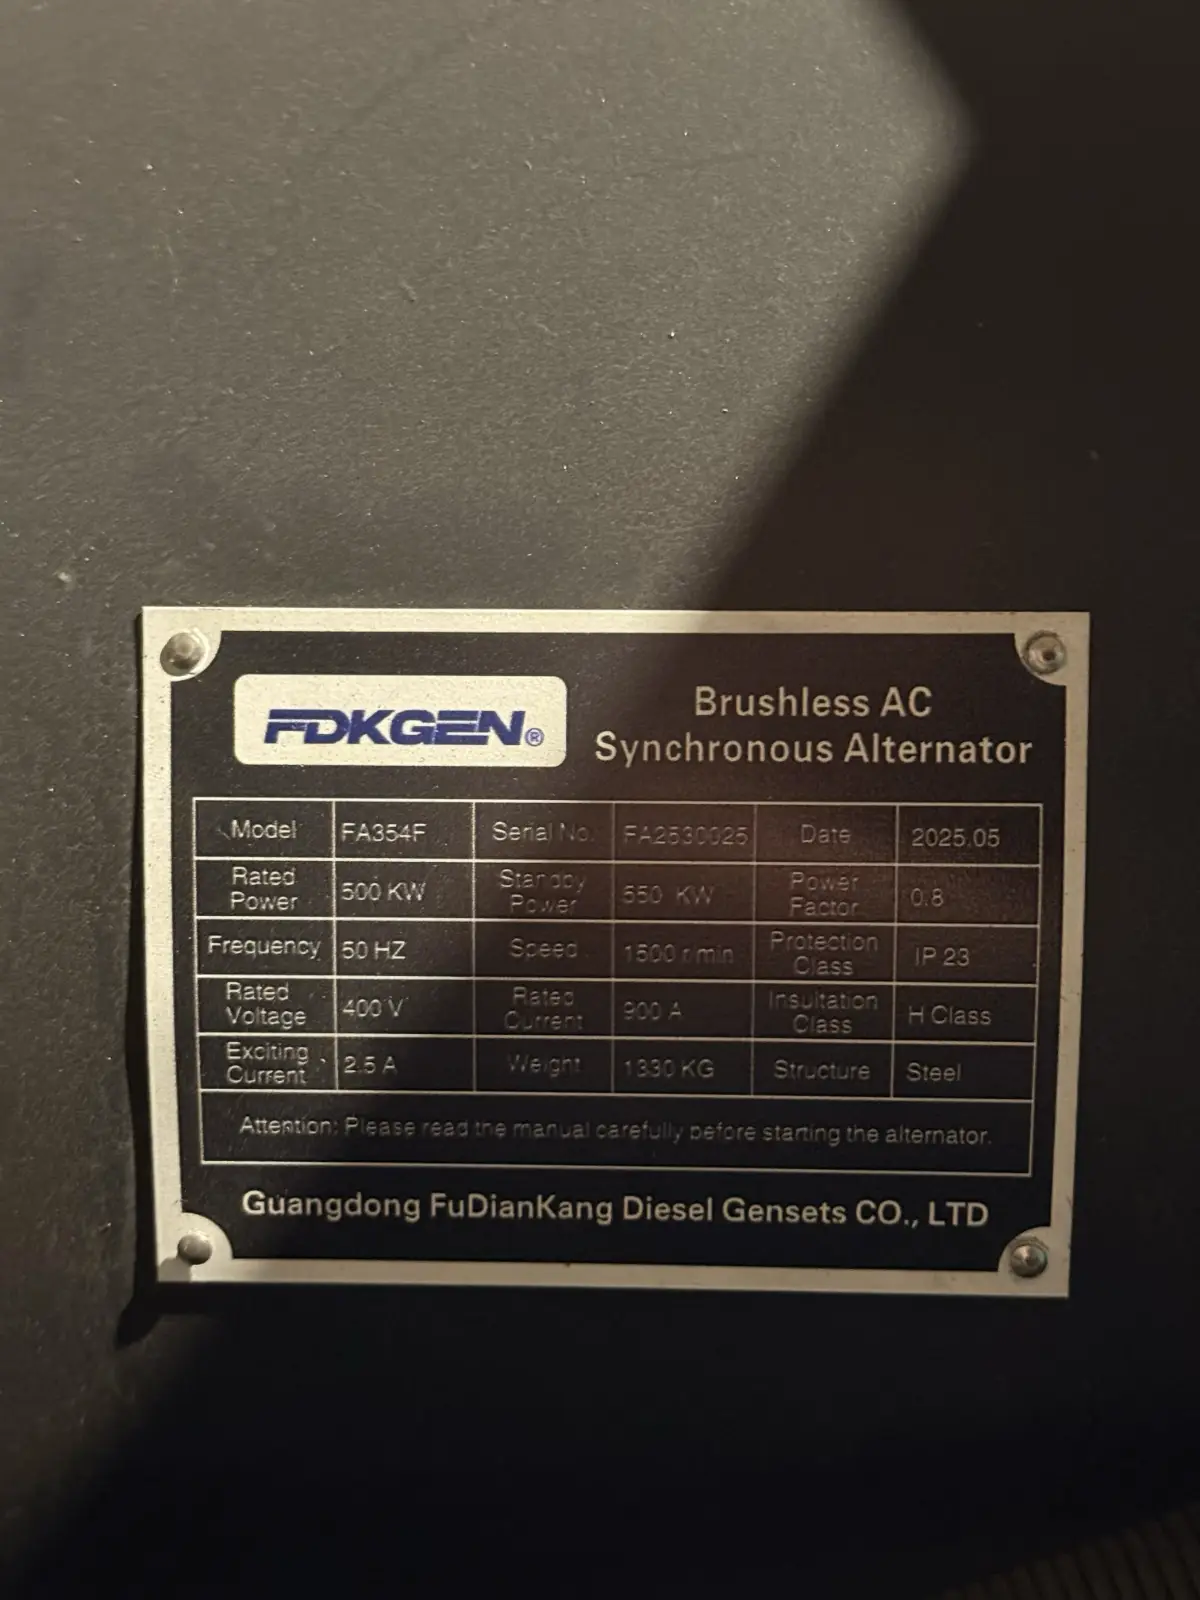 FDKGEN®
Brushless AC
Synchronous Alternator
Model FA354F Serial No. FA2530025 Date 2025.05
Rated Power 500 KW Standby Power 550 KW Power Factor 0.8
Frequency 50 HZ Speed 1500 r/min Protection Class IP 23
Rated Voltage 400 V Rated Current 900 A Insultation Class H Class
Exciting Current 2.5 A Weight 1330 KG Structure Steel
Attention: Please read the manual carefully before starting the alternator.
Guangdong FuDianKang Diesel Gensets CO., LTD